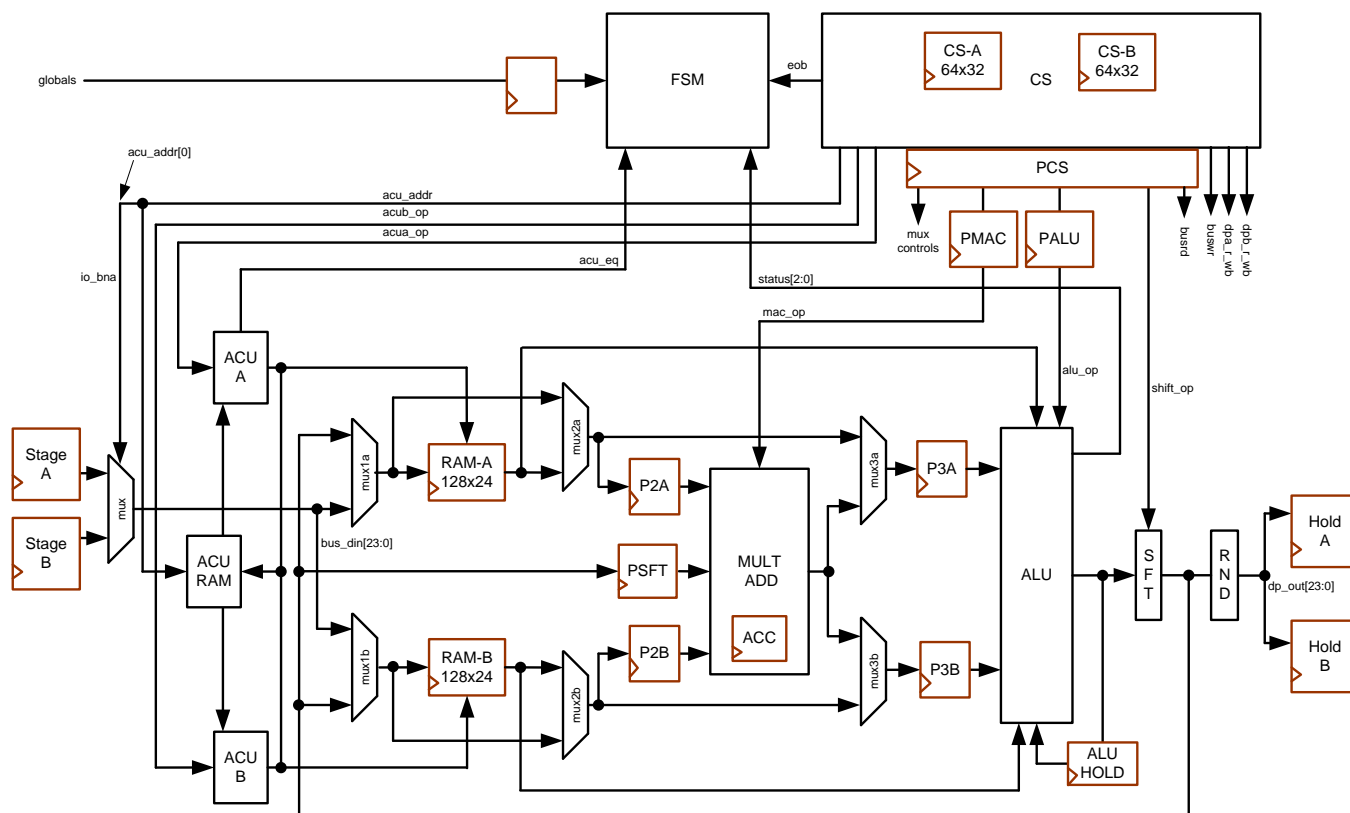 globals
FSM
eob
CS-A
64x32
CS-B
64x32
CS
acu_addr[0]
PCS
acu_addr
acub_op
acua_op
mux
controls
PMAC
PALU
busrd
buswr
dpa_r_wb
dpb_r_wb
io_bna
acu_eq
status[2:0]
mac_op
alu_op
shift_op
ACU
A
Stage
A
Stage
B
mux
mux1a
RAM-A
128x24
mux2a
P2A
mux3a
P3A
bus_din[23:0]
ACU
RAM
PSFT
MULT
ADD
ACC
ALU
S
F
T
R
N
D
dp_out[23:0]
Hold
A
Hold
B
mux1b
RAM-B
128x24
mux2b
P2B
mux3b
P3B
ACU
B
ALU
HOLD